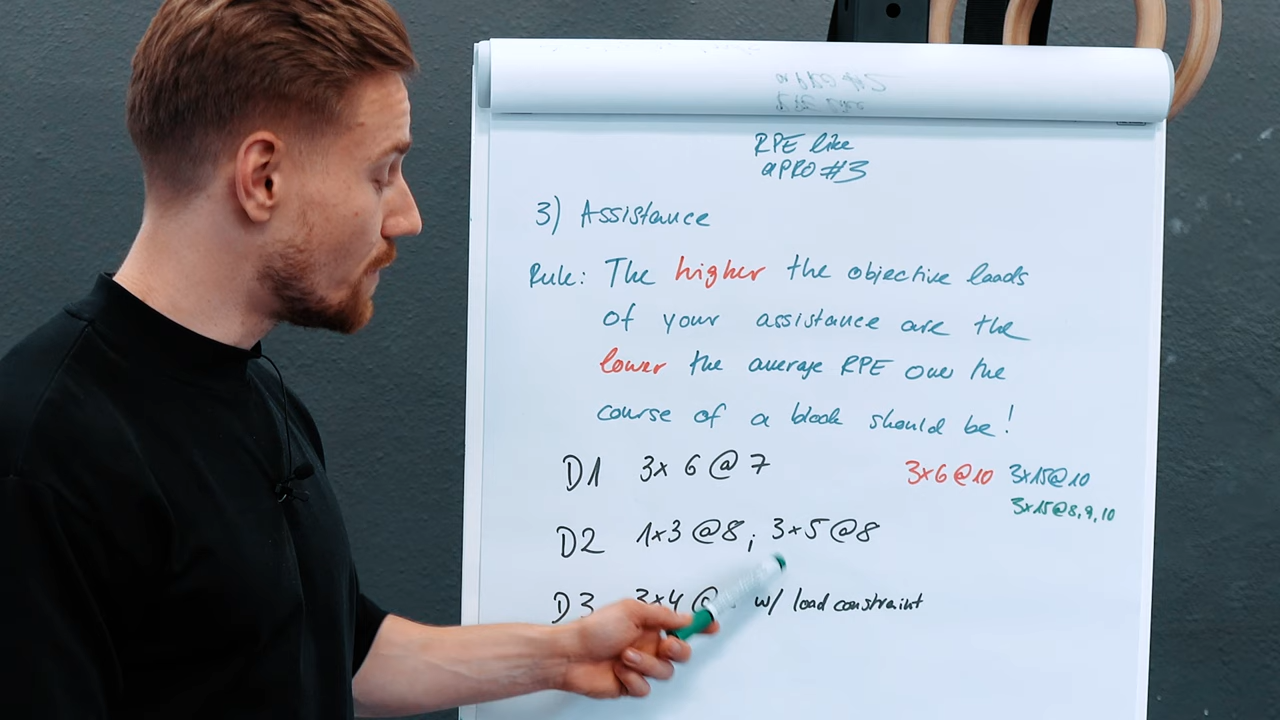 RPE like
a PRO #3
3) Assistance
Rule: The higher the objective loads
of your assistance are the
lower the average RPE over the
course of a block should be!
D1 3x6@7
3x6@10 3x15@10
3x15@8,9,10
D2 1x3@8; 3x5@8
D3 3x4@ w/ load constraint